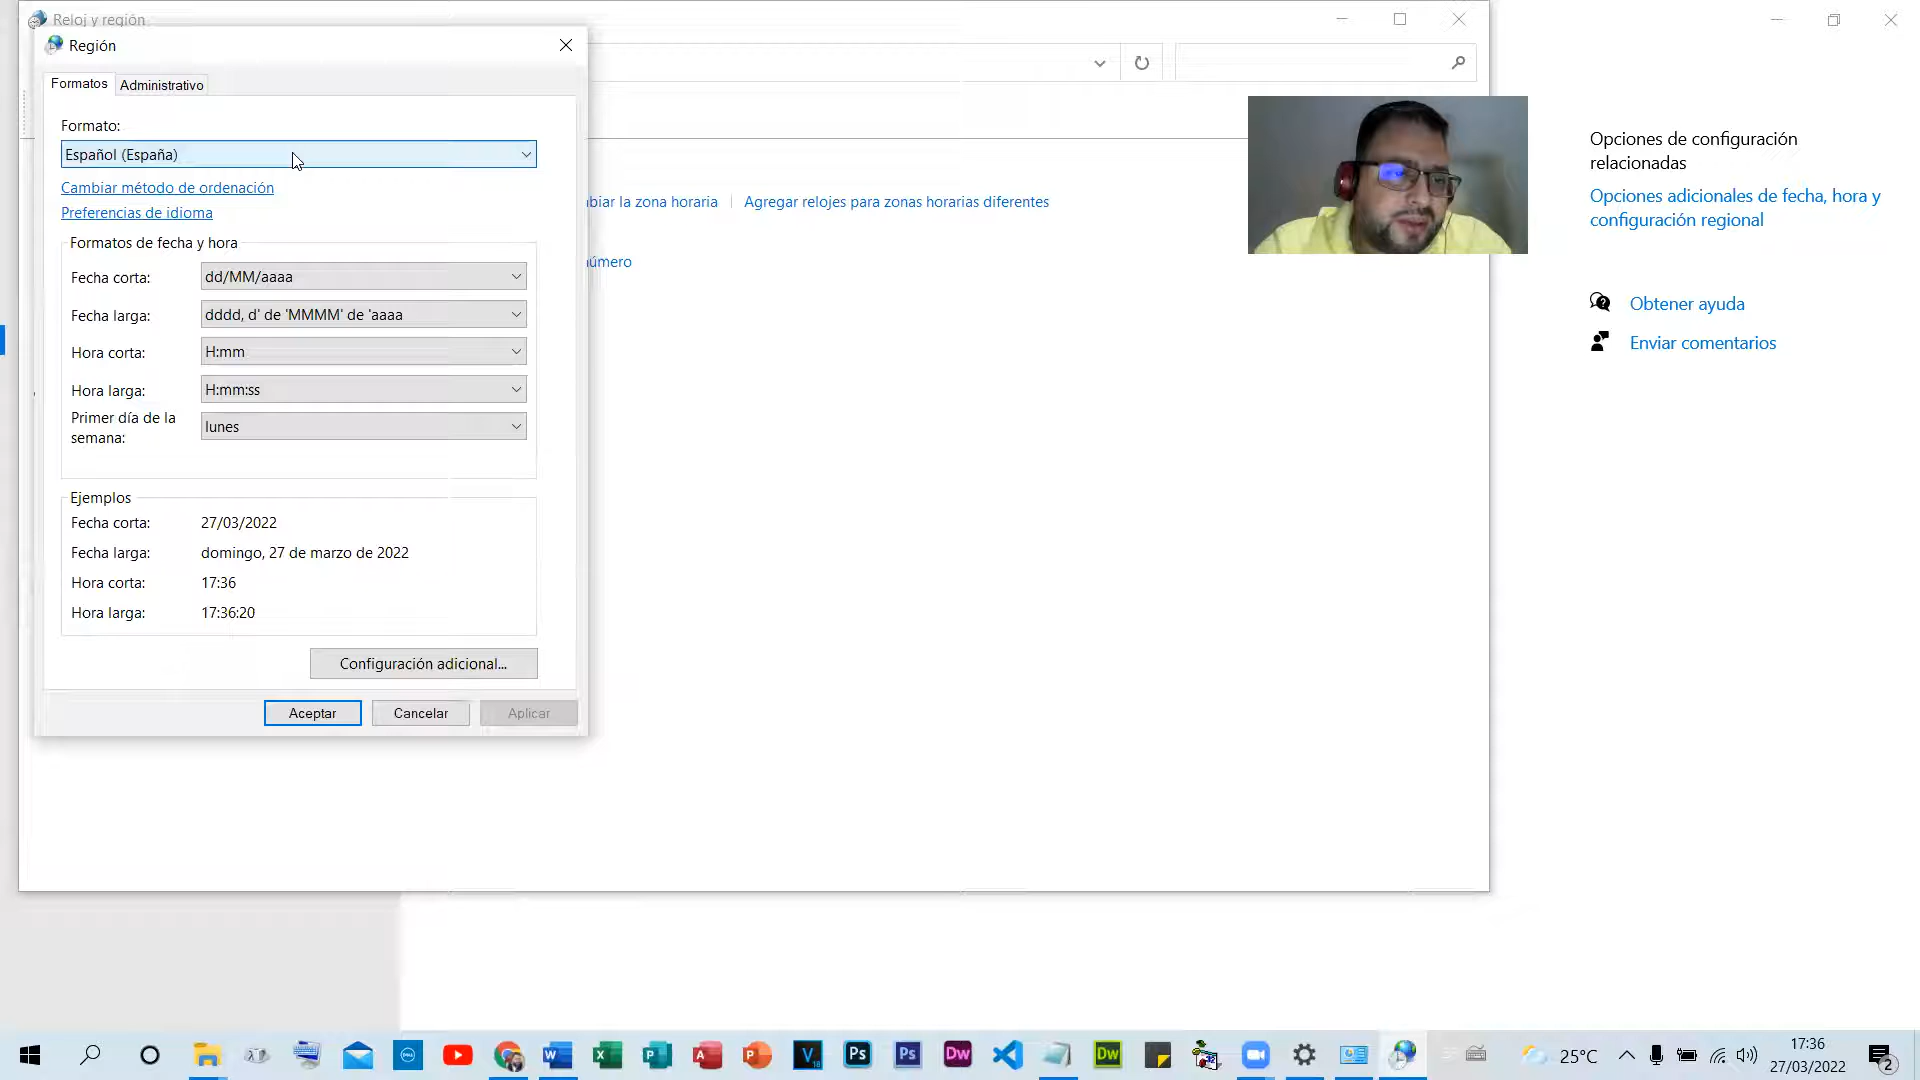 Reloj y región
Región
Formatos
Administrativo
Formato:
Español (España)
Cambiar método de ordenación
Preferencias de idioma
Formatos de fecha y hora
Fecha corta:
dd/MM/aaaa
Fecha larga:
dddd, d' de 'MMMM' de 'aaaa
Hora corta:
H:mm
Hora larga:
H:mm:ss
Primer día de la
semana:
lunes
Ejemplos
Fecha corta:
27/03/2022
Fecha larga:
domingo, 27 de marzo de 2022
Hora corta:
17:36
Hora larga:
17:36:20
Configuración adicional...
Aceptar
Cancelar
Aplicar
biar la zona horaria
Agregar relojes para zonas horarias diferentes
número
Opciones de configuración
relacionadas
Opciones adicionales de fecha, hora y
configuración regional
Obtener ayuda
Enviar comentarios
25°C
17:36
27/03/2022
2